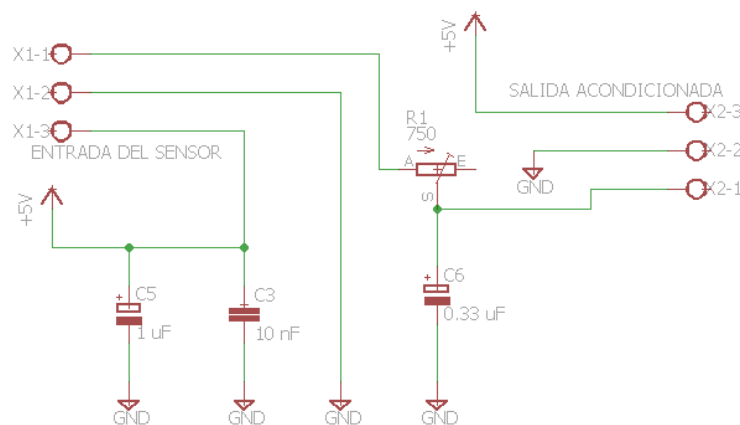 X1-1
X1-2
X1-3
ENTRADA DEL SENSOR
+5V
C5
1 uF
C3
10 nF
GND
GND
GND
GND
R1
750
A
E
S
C6
0.33 uF
+5V
SALIDA ACONDICIONADA
X2-3
X2-2
X2-1
GND